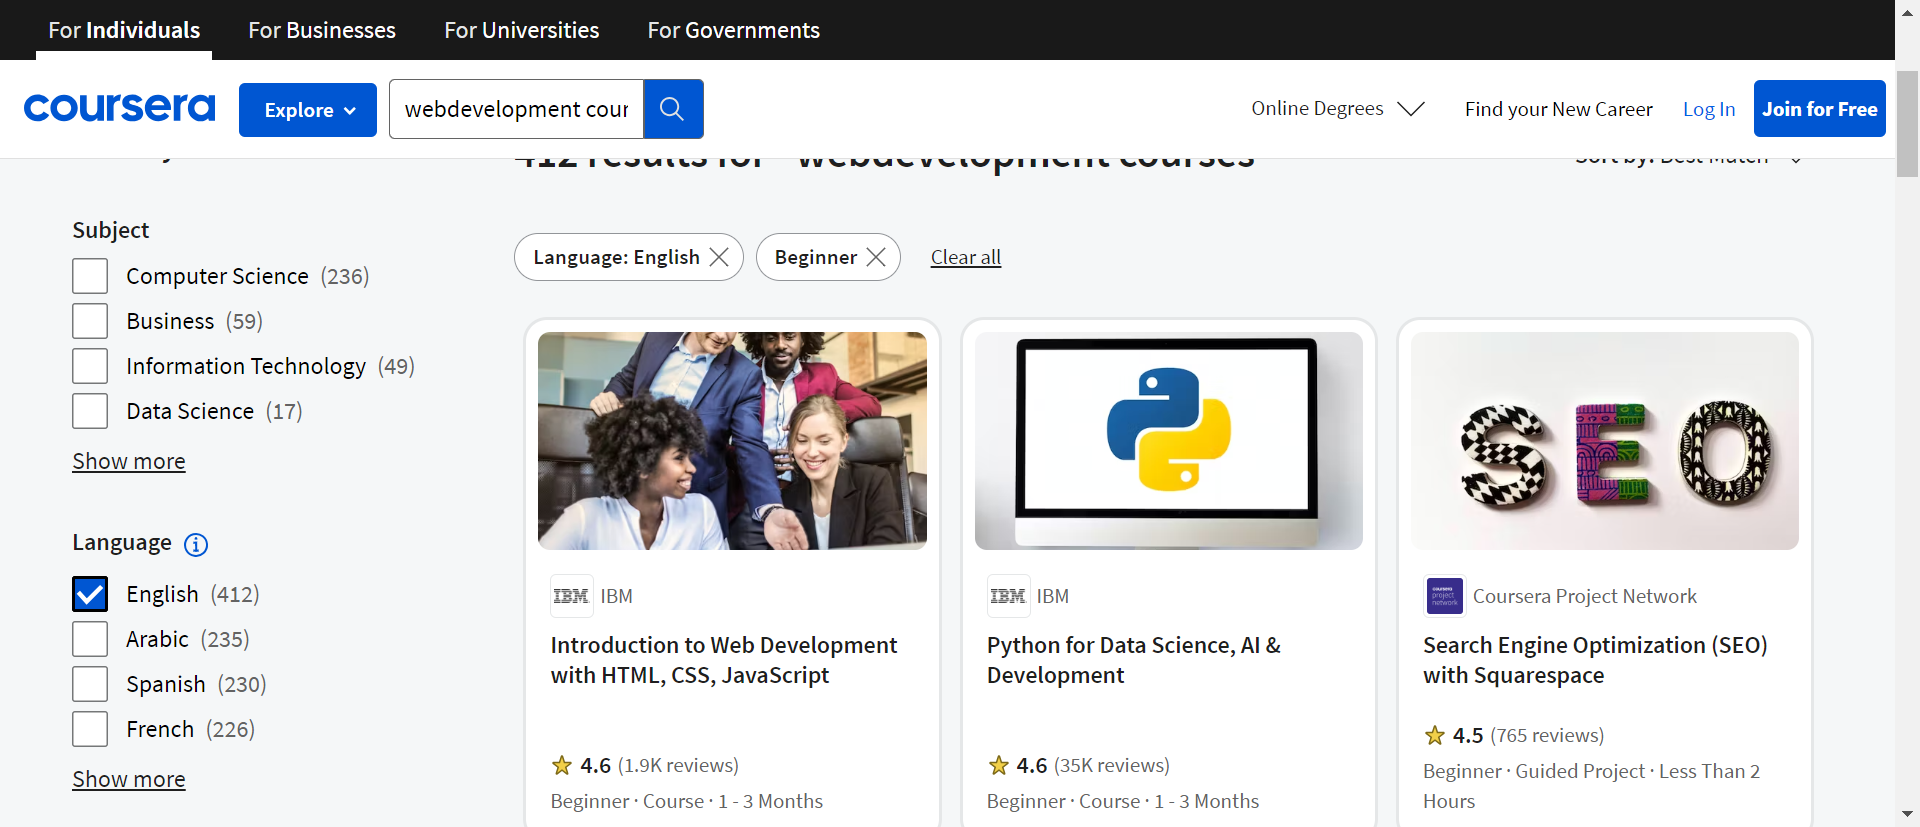 For Individuals For Businesses For Universities For Governments
coursera Explore webdevelopment cour Online Degrees Find your New Career Log In Join for Free
412 results for "webdevelopment courses" Sort by: Best Match
Subject
Language: English Beginner Clear all
Computer Science (236)
Business (59)
Information Technology (49)
Data Science (17)
Show more
SEO
Language
English (412)
Arabic (235)
Spanish (230)
French (226)
Show more
IBM IBM
Introduction to Web Development
with HTML, CSS, JavaScript
4.6 (1.9K reviews)
Beginner · Course · 1 - 3 Months
IBM IBM
Python for Data Science, AI &
Development
4.6 (35K reviews)
Beginner · Course · 1 - 3 Months
coursera
project
network
Coursera Project Network
Search Engine Optimization (SEO)
with Squarespace
4.5 (765 reviews)
Beginner · Guided Project · Less Than 2
Hours